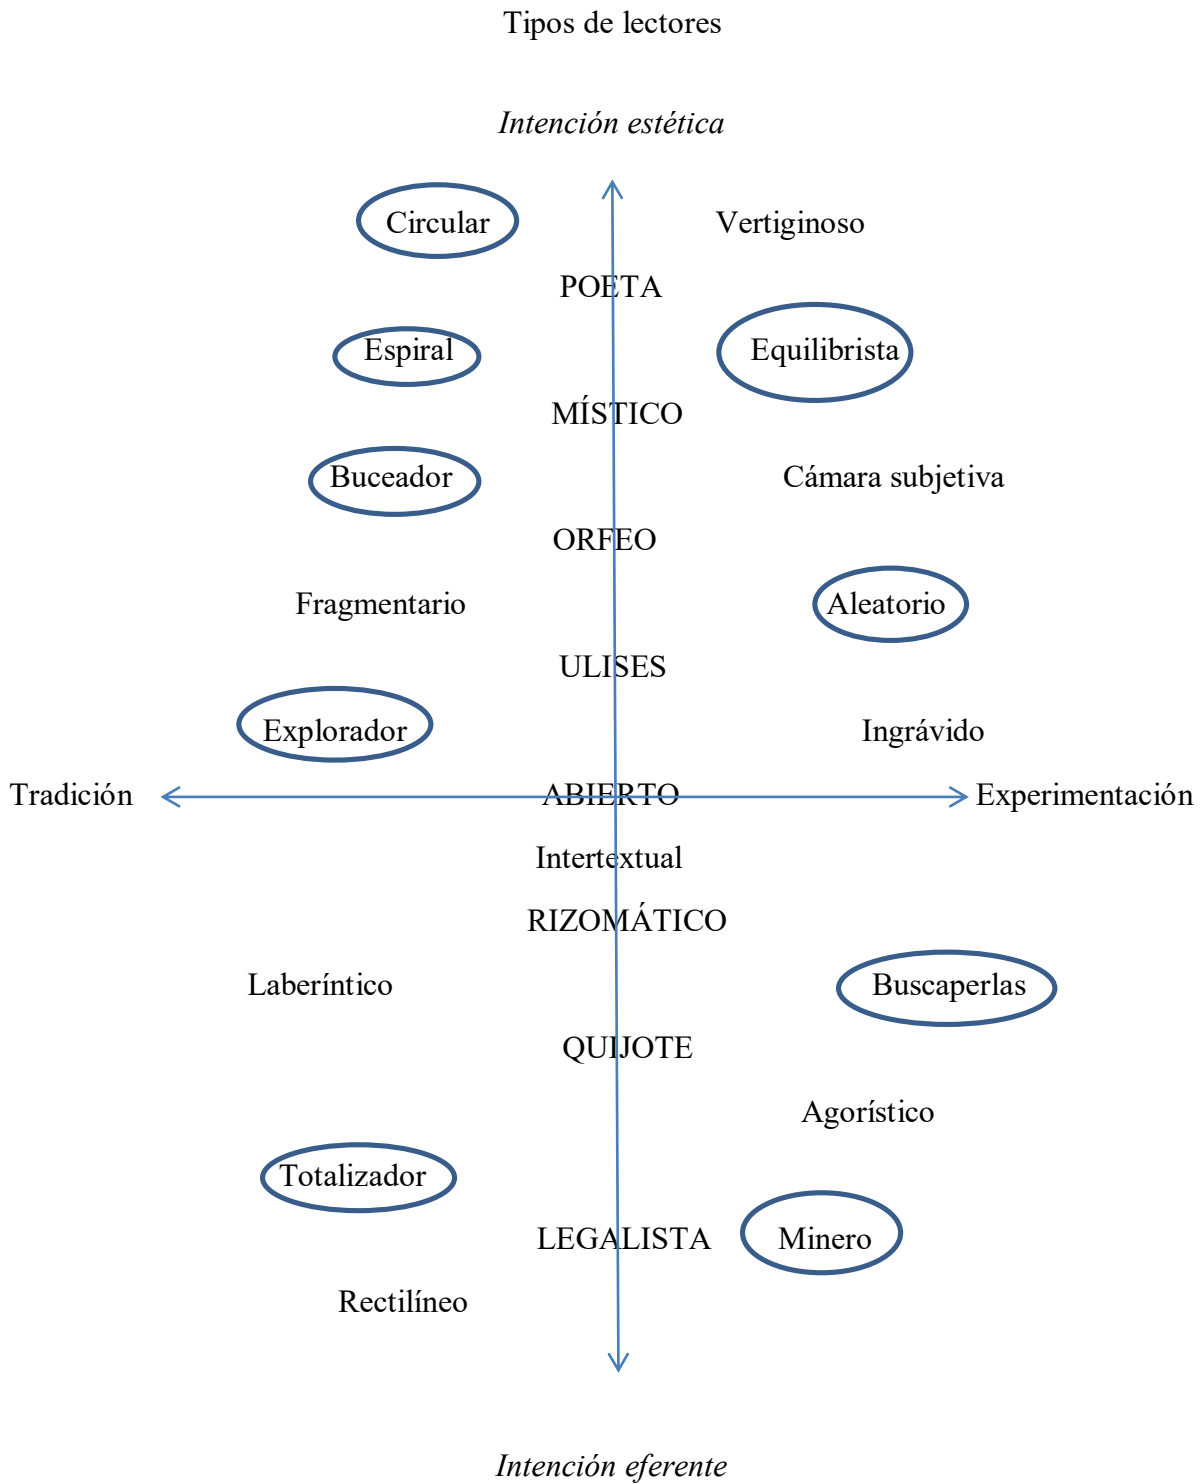 Tipos de lectores
Intención estética
Circular Vertiginoso
POETA
Espiral Equilibrista
MÍSTICO
Buceador Cámara subjetiva
ORFEO
Fragmentario Aleatorio
ULISES
Explorador Ingrávido
Tradición ABIERTO Experimentación
Intertextual
RIZOMÁTICO
Laberíntico Buscaperlas
QUIJOTE
Agorístico
Totalizador
LEGALISTA Minero
Rectilíneo
Intención eferente